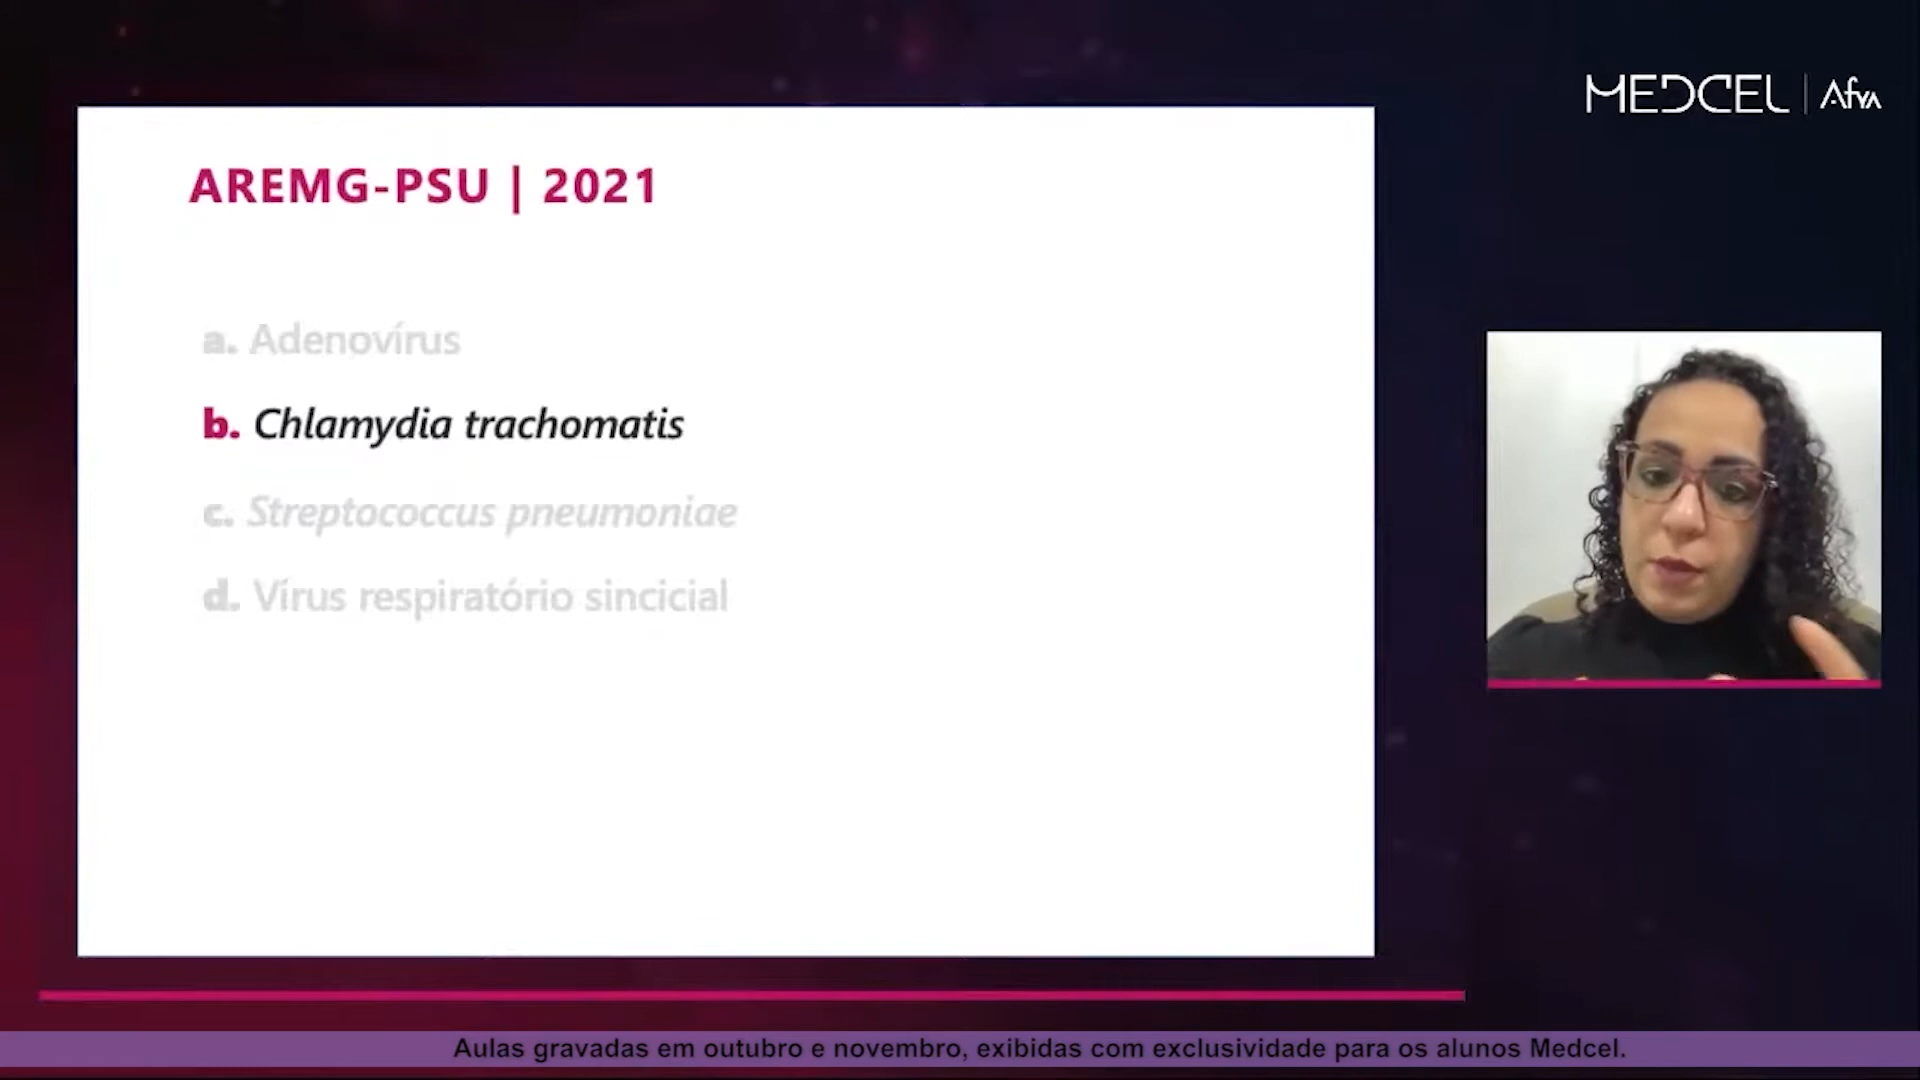 MEDCEL | Afya
AREMG-PSU | 2021
a. Adenovírus
b. Chlamydia trachomatis
c. Streptococcus pneumoniae
d. Vírus respiratório sincicial
Aulas gravadas em outubro e novembro, exibidas com exclusividade para os alunos Medcel.